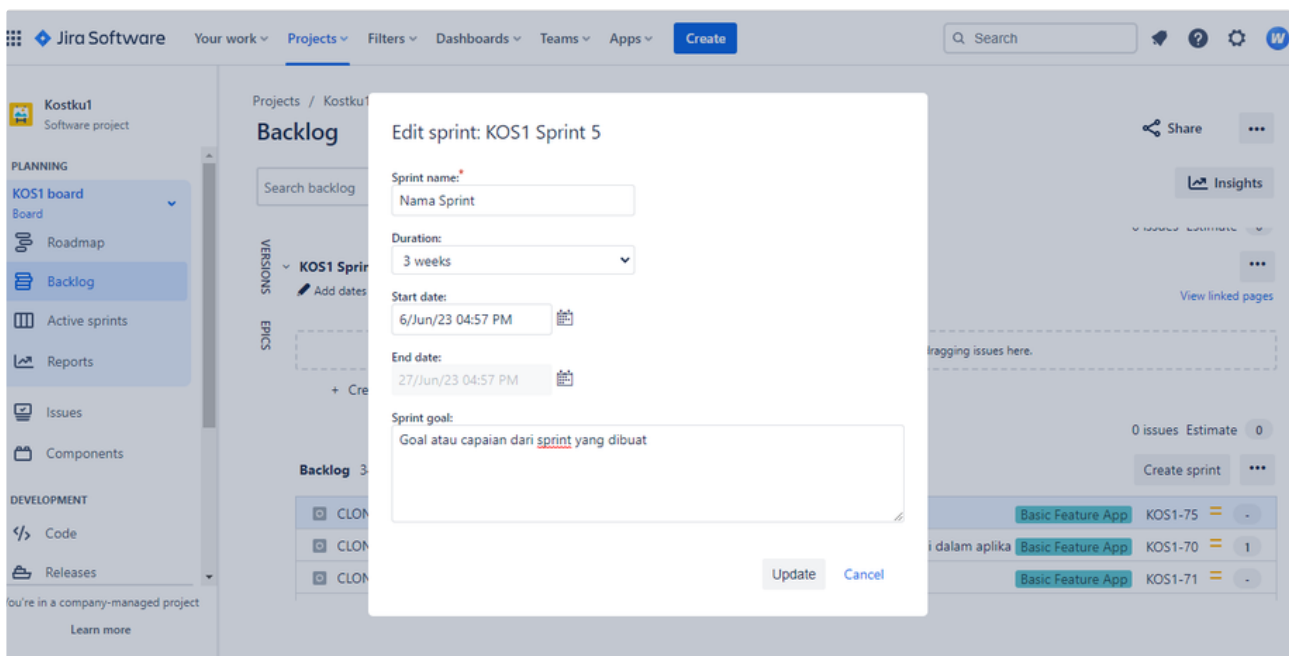 Jira Software
Your work Projects Filters Dashboards Teams Apps Create
Search
W
Kostku1
Software project
PLANNING
KOS1 board
Board
Roadmap
Backlog
Active sprints
Reports
Issues
Components
DEVELOPMENT
Code
Releases
You're in a company-managed project
Learn more
Projects / Kostku1
Backlog
Share
Search backlog
Insights
VERSIONS
EPICS
0 issues Estimate 0
KOS1 Sprin
Add dates
View linked pages
dragging issues here.
+ Cre
0 issues Estimate 0
Backlog 3
Create sprint
CLON
Basic Feature App KOS1-75 -
CLON
i dalam aplika Basic Feature App KOS1-70 1
CLON
Basic Feature App KOS1-71 -
Edit sprint: KOS1 Sprint 5
Sprint name:*
Nama Sprint
Duration:
3 weeks
Start date:
6/Jun/23 04:57 PM
End date:
27/Jun/23 04:57 PM
Sprint goal:
Goal atau capaian dari sprint yang dibuat
Update Cancel